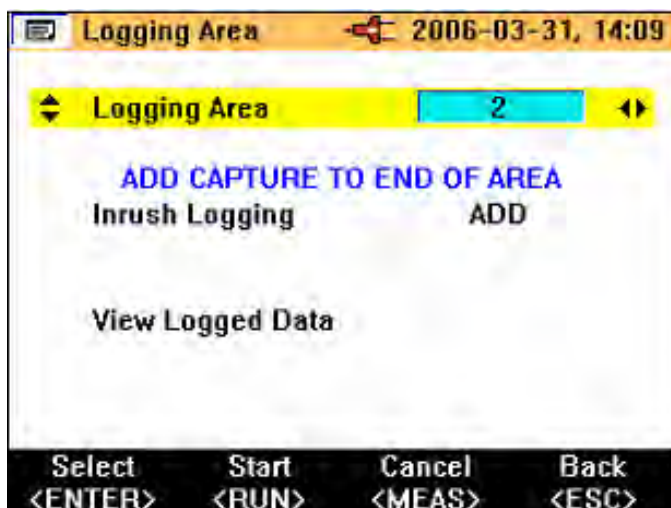 Logging Area 2006-03-31, 14:09
Logging Area 2
ADD CAPTURE TO END OF AREA
Inrush Logging ADD
View Logged Data
Select Start Cancel Back
<ENTER> <RUN> <MEAS> <ESC>